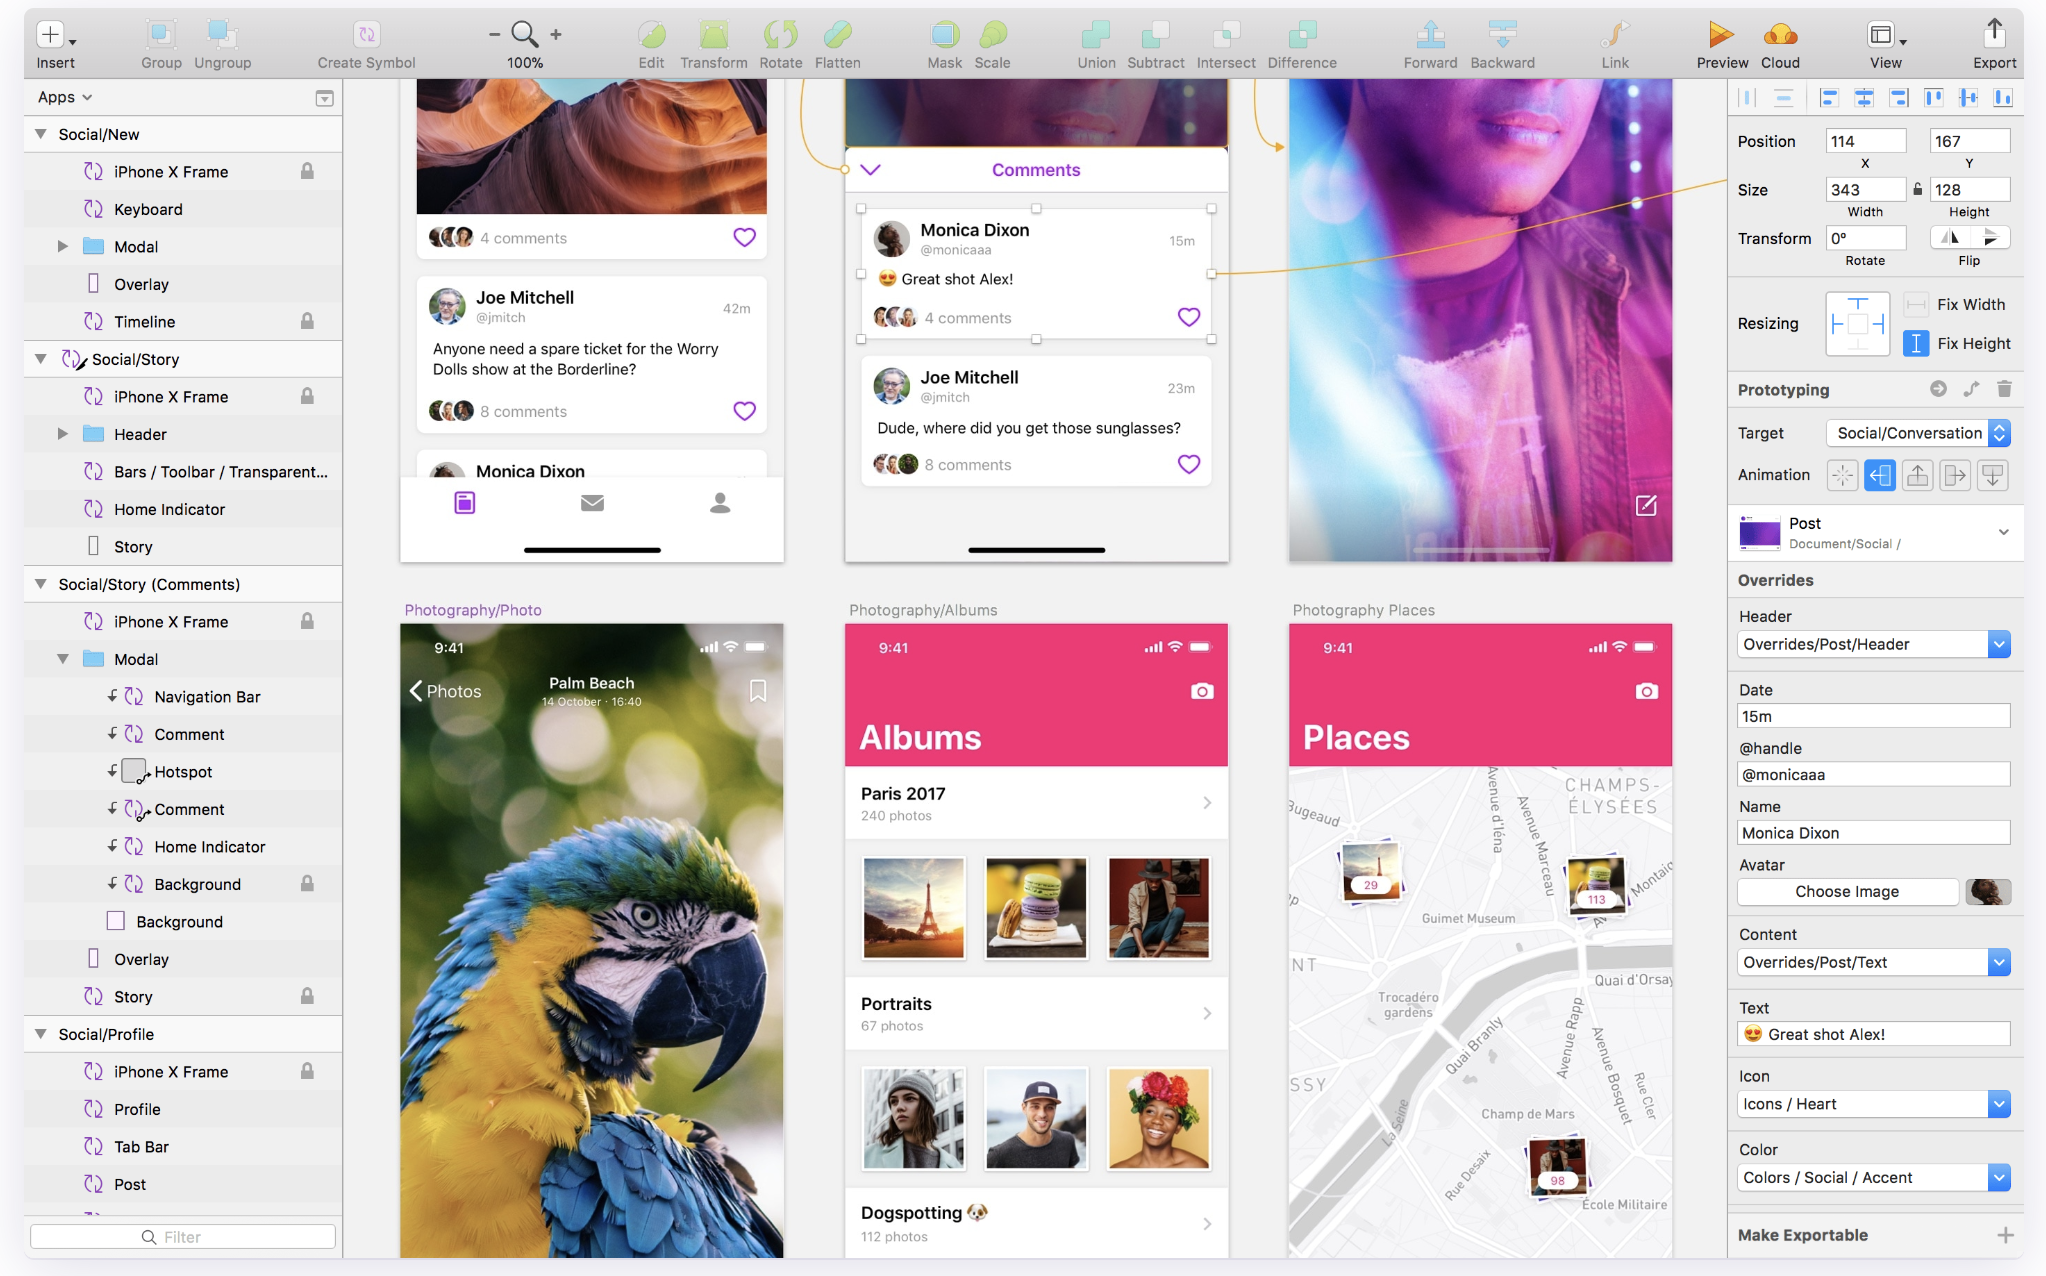 Insert
Group
Ungroup
Create Symbol
100%
Edit
Transform
Rotate
Flatten
Mask
Scale
Union
Subtract
Intersect
Difference
Forward
Backward
Link
Preview
Cloud
View
Export
Apps
Social/New
iPhone X Frame
Keyboard
Modal
Overlay
Timeline
Social/Story
iPhone X Frame
Header
Bars / Toolbar / Transparent...
Home Indicator
Story
Social/Story (Comments)
iPhone X Frame
Modal
Navigation Bar
Comment
Hotspot
Comment
Home Indicator
Background
Background
Overlay
Story
Social/Profile
iPhone X Frame
Profile
Tab Bar
Post
Filter
4 comments
Joe Mitchell
@jmitch
42m
Anyone need a spare ticket for the Worry
Dolls show at the Borderline?
8 comments
Monica Dixon
Comments
Monica Dixon
@monicaaa
15m
😍 Great shot Alex!
4 comments
Joe Mitchell
@jmitch
23m
Dude, where did you get those sunglasses?
8 comments
Photography/Photo
9:41
Photos
Palm Beach
14 October · 16:40
Photography/Albums
9:41
Albums
Paris 2017
240 photos
Portraits
67 photos
Dogspotting 🐶
112 photos
Photography Places
9:41
Places
Bugeaud
Avenue d'Iéna
Avenue Marceau
CHAMPS-
ÉLYSÉES
29
113
Montai
Guimet Museum
NT
Quai d'Orsay
Trocadéro
gardens
Quai Branly
Avenue Rapp
Avenue Bosquet
Rue Cler
SSY
La Seine
Champ de Mars
Rue Desaix
98
École Militaire
Position
114
X
167
Y
Size
343
Width
128
Height
Transform
0°
Rotate
Flip
Resizing
Fix Width
Fix Height
Prototyping
Target
Social/Conversation
Animation
Post
Document/Social /
Overrides
Header
Overrides/Post/Header
Date
15m
@handle
@monicaaa
Name
Monica Dixon
Avatar
Choose Image
Content
Overrides/Post/Text
Text
😍 Great shot Alex!
Icon
Icons / Heart
Color
Colors / Social / Accent
Make Exportable